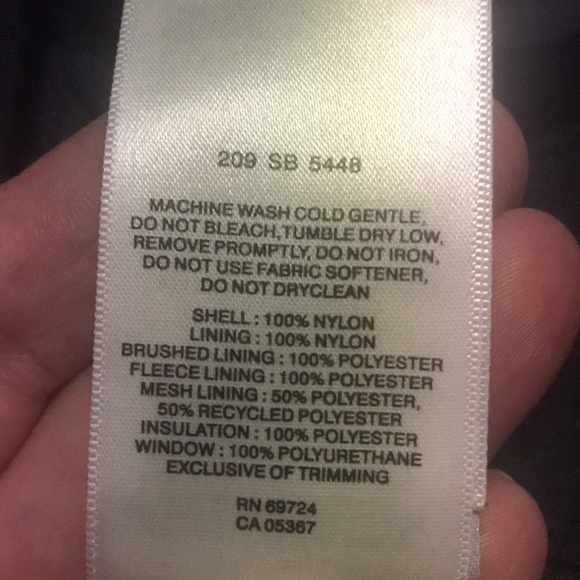 209 SB 5448
MACHINE WASH COLD GENTLE,
DO NOT BLEACH, TUMBLE DRY LOW,
REMOVE PROMPTLY, DO NOT IRON,
DO NOT USE FABRIC SOFTENER,
DO NOT DRYCLEAN
SHELL : 100% NYLON
LINING : 100% NYLON
BRUSHED LINING : 100% POLYESTER
FLEECE LINING : 100% POLYESTER
MESH LINING : 50% POLYESTER,
50% RECYCLED POLYESTER
INSULATION : 100% POLYESTER
WINDOW : 100% POLYURETHANE
EXCLUSIVE OF TRIMMING
RN 69724
CA 05367